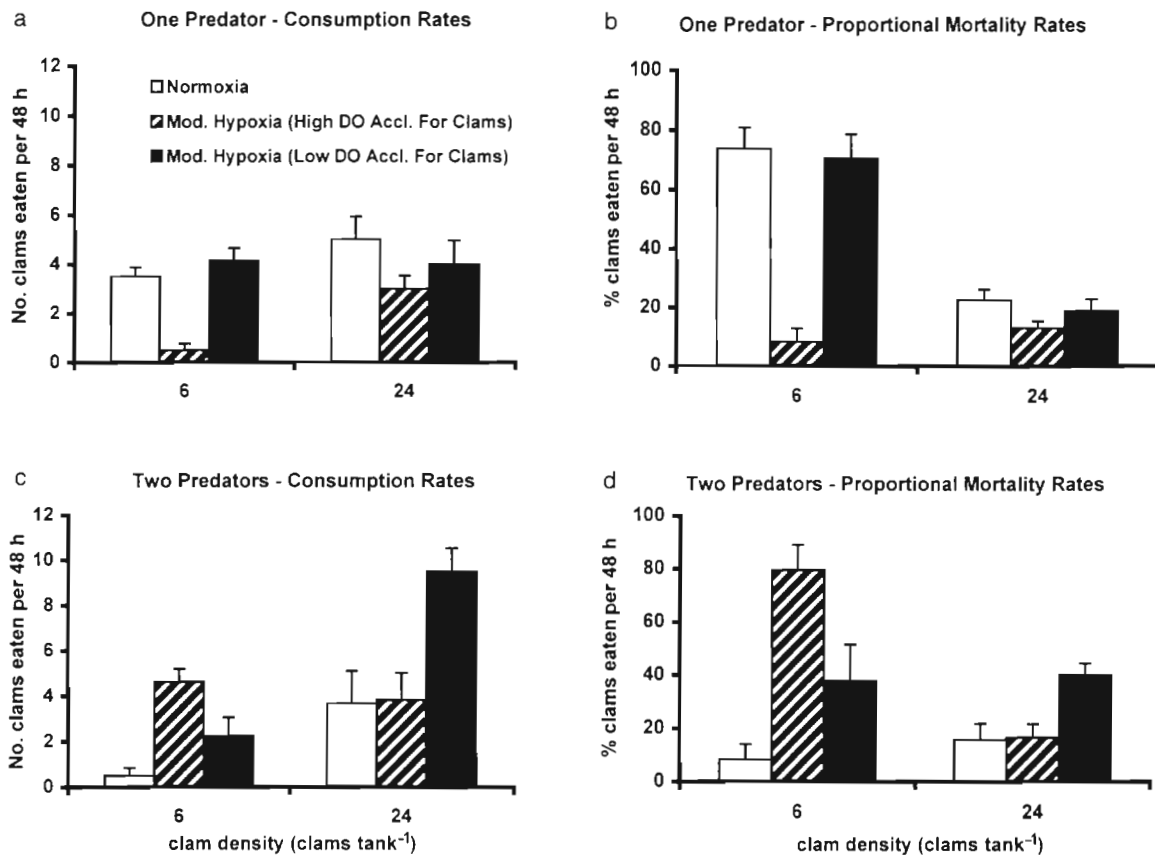 a
One Predator - Consumption Rates
No. clams eaten per 48 h
12
10
8
6
4
2
0
Normoxia
Mod. Hypoxia (High DO Accl. For Clams)
Mod. Hypoxia (Low DO Accl. For Clams)
6
24
b
One Predator - Proportional Mortality Rates
% clams eaten per 48 h
100
80
60
40
20
0
6
24
c
Two Predators - Consumption Rates
No. clams eaten per 48 h
12
10
8
6
4
2
0
6
24
clam density (clams tank⁻¹)
d
Two Predators - Proportional Mortality Rates
% clams eaten per 48 h
100
80
60
40
20
0
6
24
clam density (clams tank⁻¹)